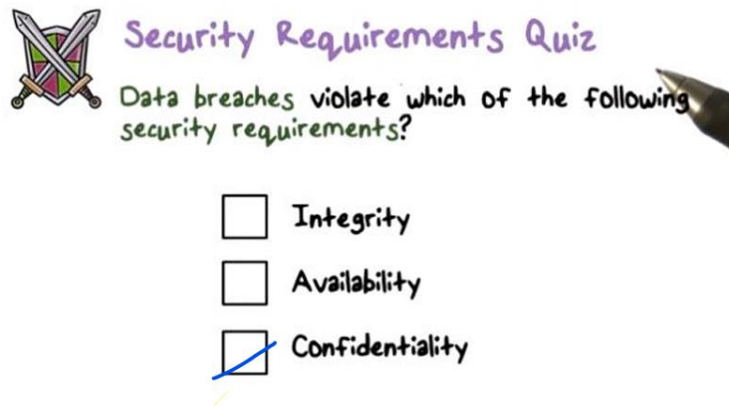 Security Requirements Quiz
Data breaches violate which of the following
security requirements?
Integrity
Availability
Confidentiality